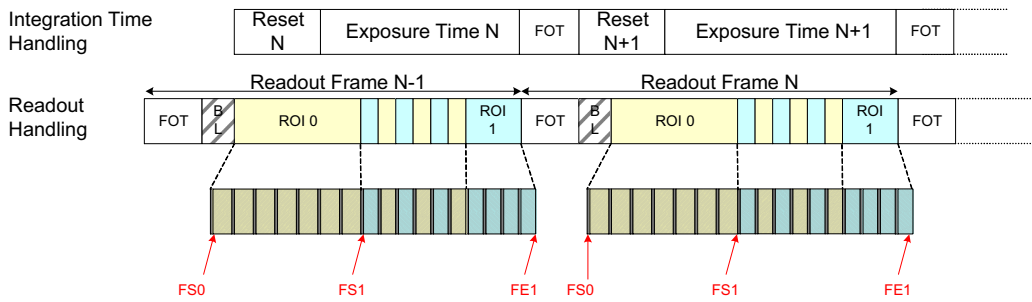 Integration Time
Handling
Reset
N
Exposure Time N
FOT
Reset
N+1
Exposure Time N+1
FOT
Readout Frame N-1
Readout Frame N
Readout
Handling
FOT
B
L
ROI 0
ROI
1
FOT
B
L
ROI 0
ROI
1
FOT
FS0
FS1
FE1
FS0
FS1
FE1